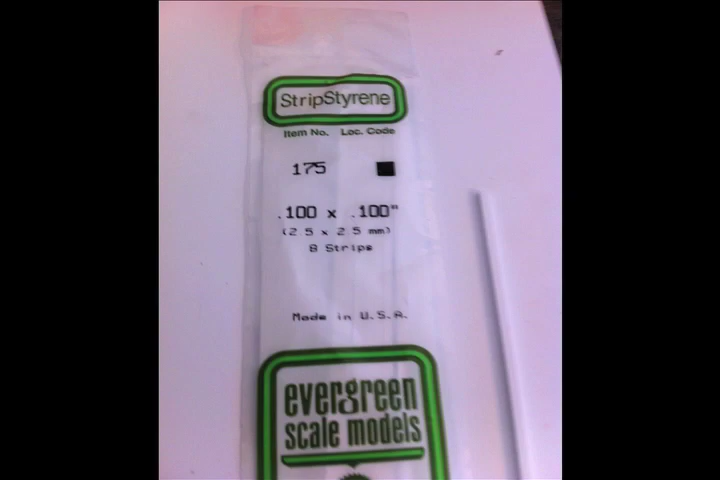 StripStyrene
Item No. Loc. Code
175
.100 x .100"
(2.5 x 2.5 mm)
8 Strips
Made in U.S.A.
evergreen
scale models